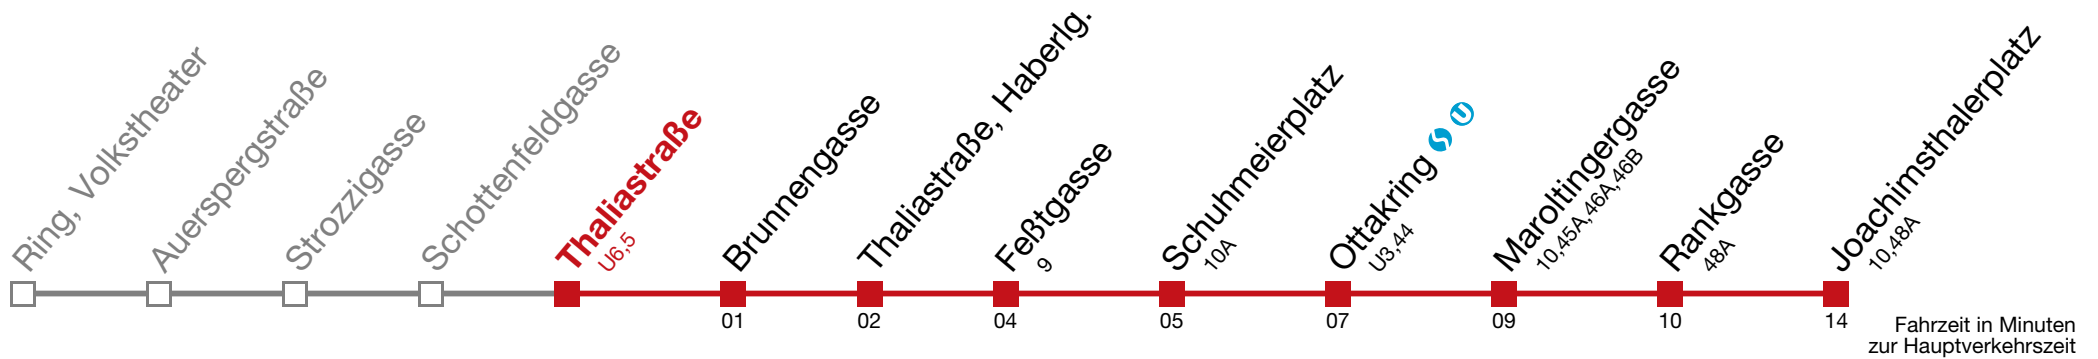 Ring, Volkstheater
Auerspergstraße
Strozzigasse
Schottenfeldgasse
Thaliastraße
U6,5
Brunnengasse
Thaliastraße, Haberlg.
Feßtgasse
9
Schuhmeierplatz
10A
Ottakring S U
U3,44
Maroltingergasse
10,45A,46A,46B
Rankgasse
48A
Joachimsthalerplatz
10,48A
01
02
04
05
07
09
10
14
Fahrzeit in Minuten
zur Hauptverkehrszeit